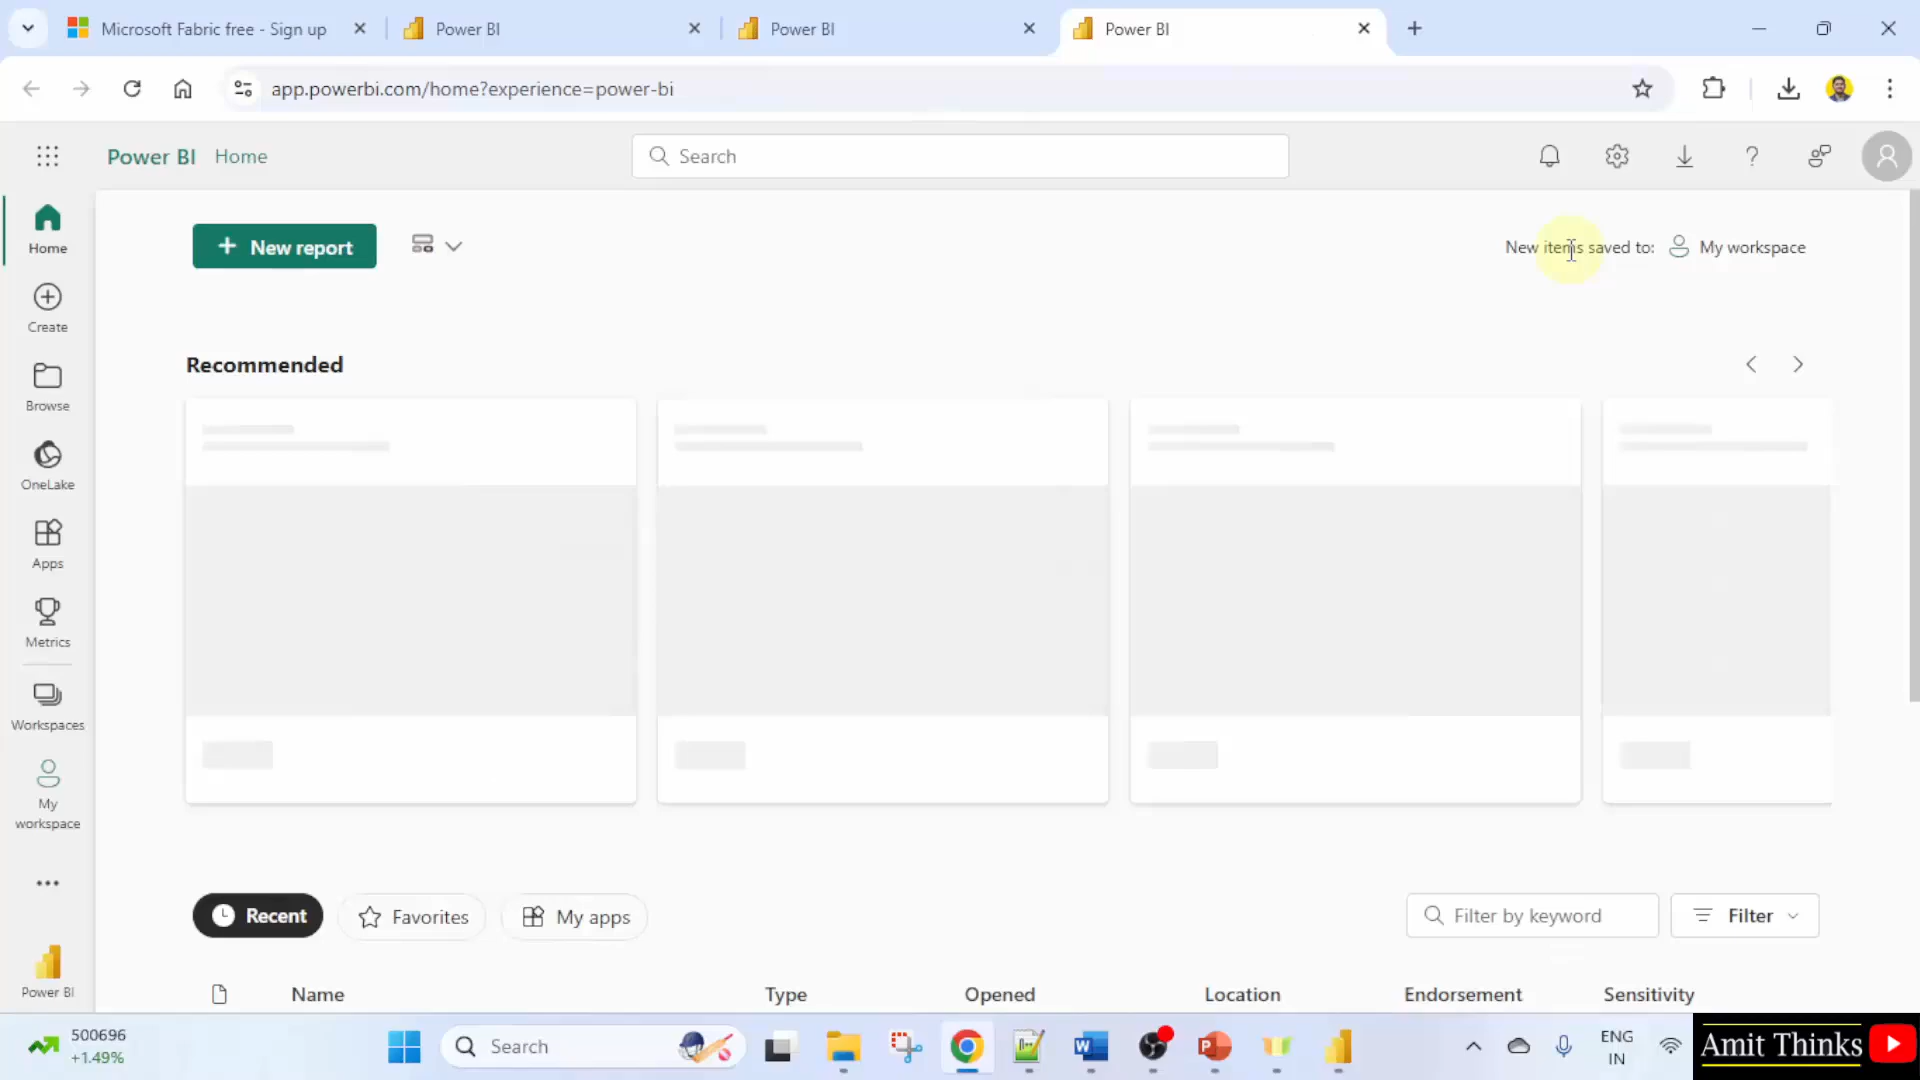 Microsoft Fabric free - Sign up
Power BI
Power BI
Power BI
app.powerbi.com/home?experience=power-bi
Power BI Home
Search
Home
New report
New items saved to: My workspace
Create
Recommended
Browse
OneLake
Apps
Metrics
Workspaces
My
workspace
Recent
Favorites
My apps
Filter by keyword
Filter
Power BI
Name
Type
Opened
Location
Endorsement
Sensitivity
500696
+1.49%
Search
ENG
IN
Amit Thinks